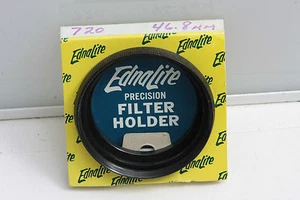 720 46.8mm
EdnaLite
PRECISION
FILTER
HOLDER